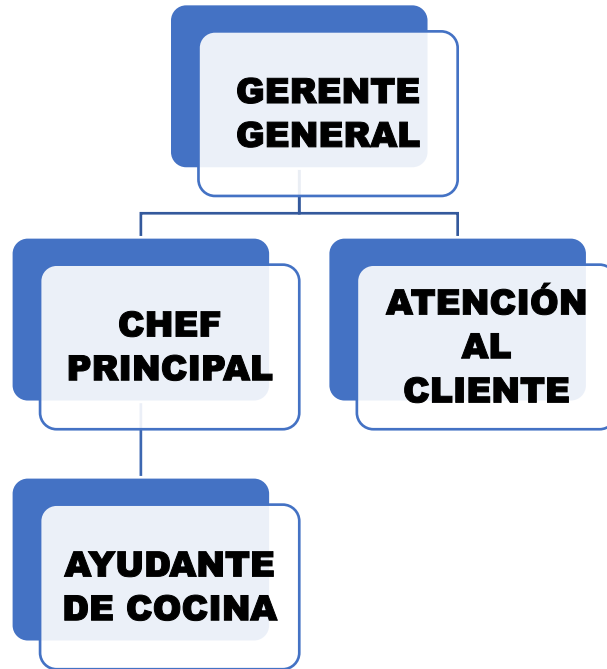 GERENTE
GENERAL
CHEF
PRINCIPAL
ATENCIÓN
AL
CLIENTE
AYUDANTE
DE COCINA